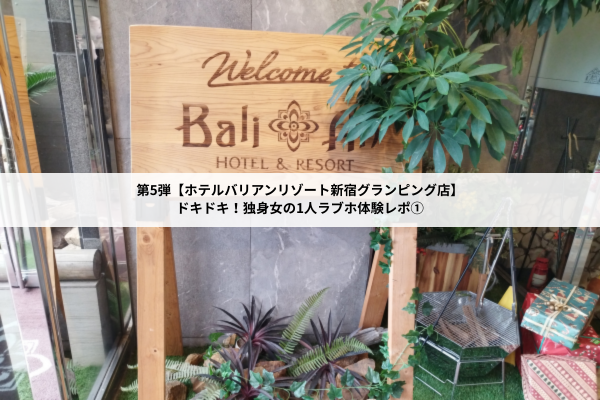 Welcome
Bali
HOTEL & RESORT
第5弾【ホテルバリアンリゾート新宿グランピング店】
ドキドキ！独身女の1人ラブホ体験レポ①